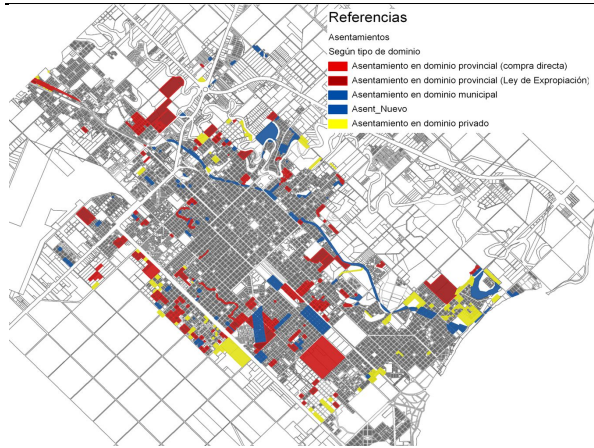 Referencias
Asentamientos
Según tipo de dominio
Asentamiento en dominio provincial (compra directa)
Asentamiento en dominio provincial (Ley de Expropiación)
Asentamiento en dominio municipal
Asent_Nuevo
Asentamiento en dominio privado